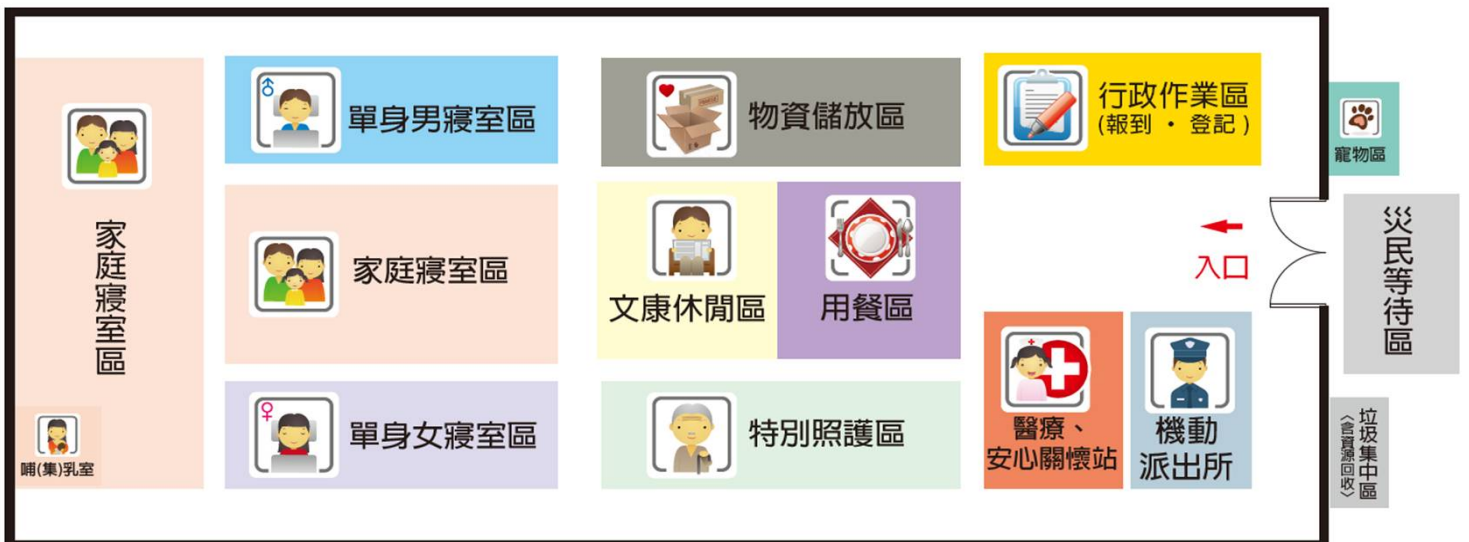 家庭寢室區
哺(集)乳室
單身男寢室區
家庭寢室區
單身女寢室區
物資儲放區
文康休閒區
用餐區
特別照護區
行政作業區
(報到 ‧ 登記)
入口
醫療、
安心關懷站
機動
派出所
寵物區
災民等待區
垃圾集中區
〈含資源回收〉